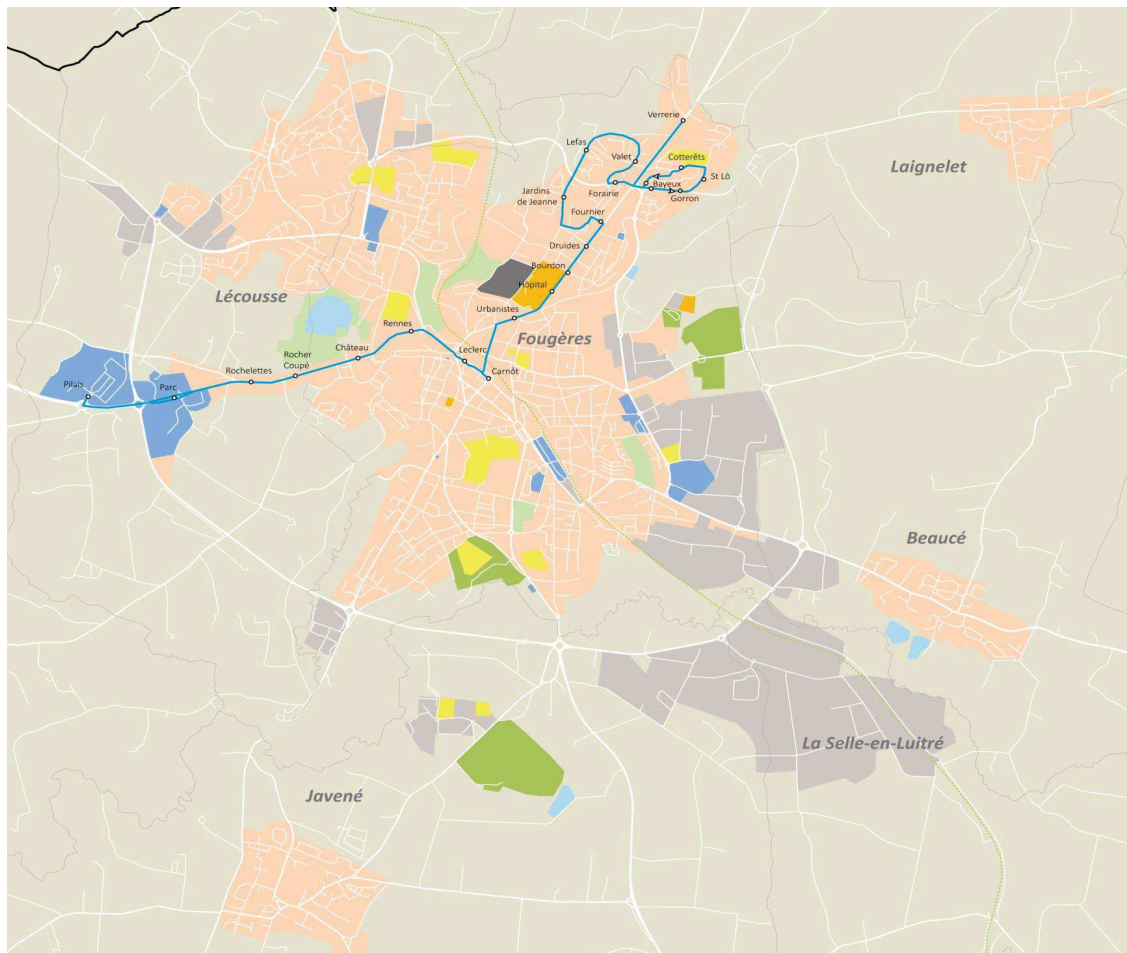 Verrerie
Lefas
Valet
Cotterêts
Laignelet
St Lô
Bayeux
Jardins
de Jeanne
Forairie
Gorron
Fournier
Druides
Bourdon
Hôpital
Lécousse
Urbanistes
Rennes
Fougères
Château
Leclerc
Rocher
Coupé
Carnôt
Rochelettes
Pilais
Parc
Beaucé
La Selle-en-Luitré
Javené